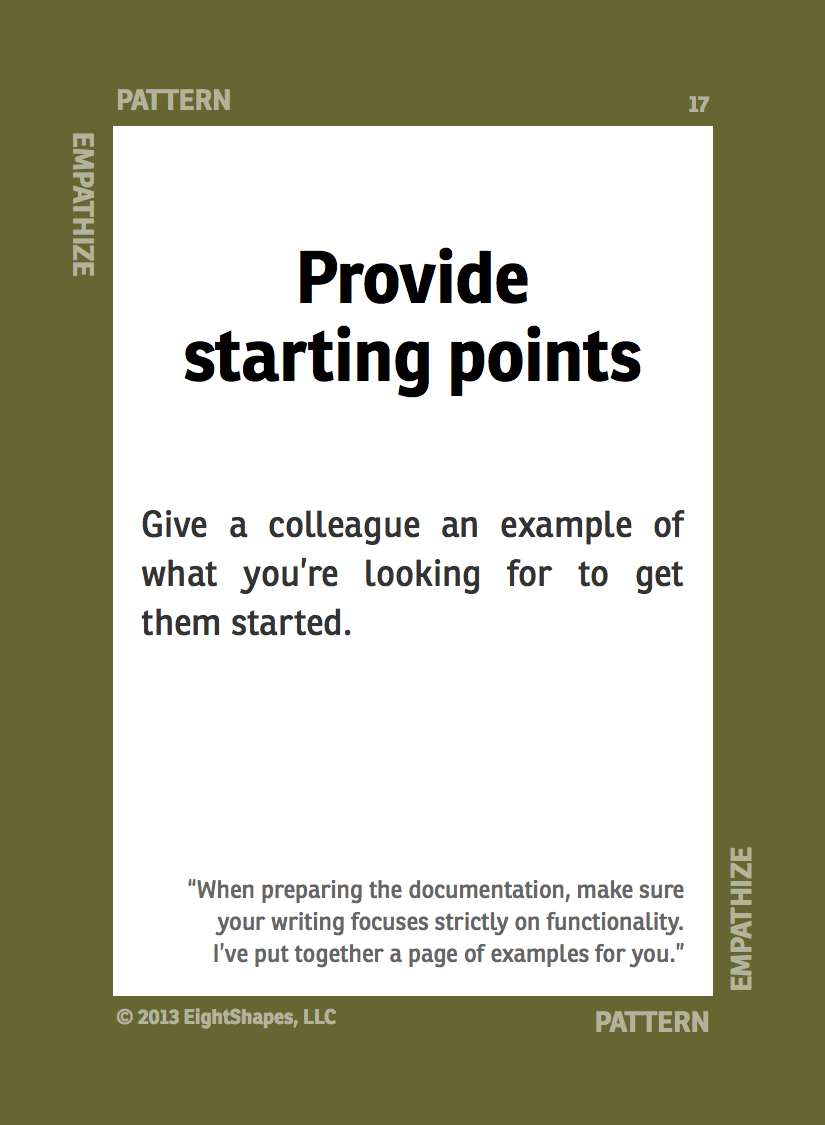 PATTERN
17
EMPATHIZE
Provide
starting points
Give a colleague an example of
what you're looking for to get
them started.
“When preparing the documentation, make sure
your writing focuses strictly on functionality.
I've put together a page of examples for you.”
EMPATHIZE
© 2013 EightShapes, LLC
PATTERN